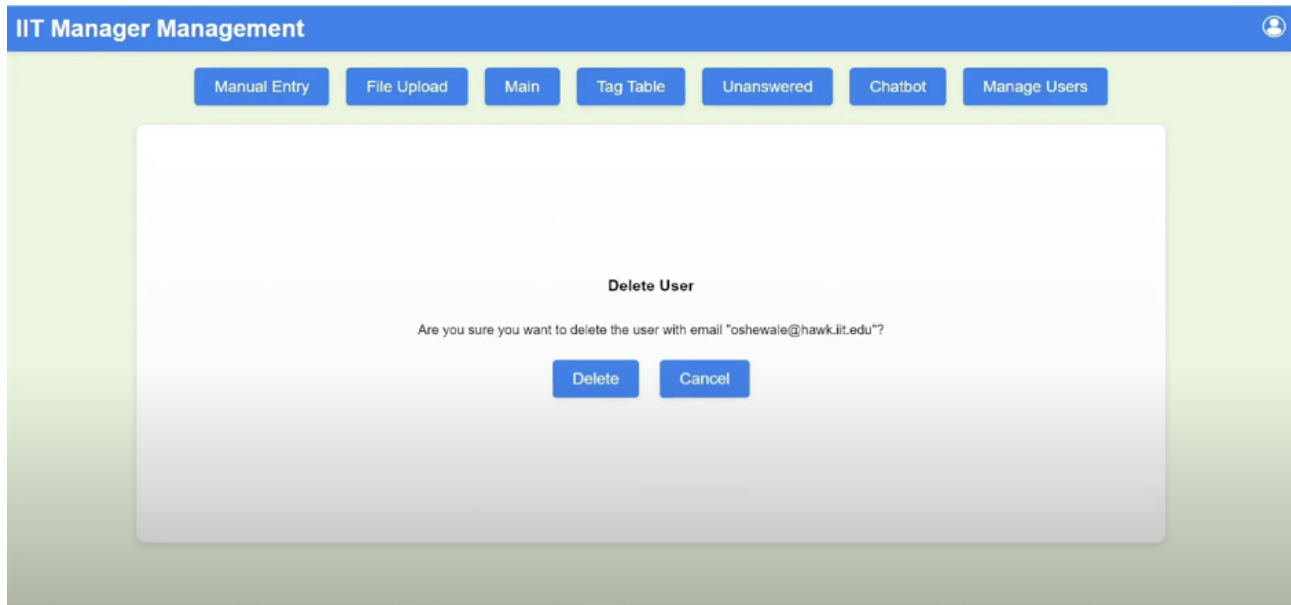 IIT Manager Management
Manual Entry File Upload Main Tag Table Unanswered Chatbot Manage Users
Delete User
Are you sure you want to delete the user with email "oshewale@hawk.iit.edu"?
Delete Cancel